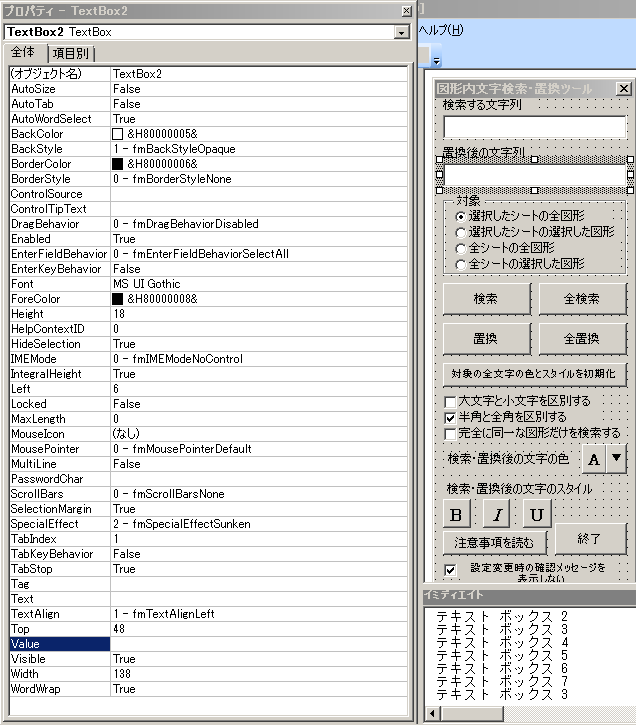 プロパティ - TextBox2
TextBox2 TextBox
全体 項目別
(オブジェクト名) TextBox2
AutoSize False
AutoTab False
AutoWordSelect True
BackColor &H80000005&
BackStyle 1 - fmBackStyleOpaque
BorderColor &H80000006&
BorderStyle 0 - fmBorderStyleNone
ControlSource
ControlTipText
DragBehavior 0 - fmDragBehaviorDisabled
Enabled True
EnterFieldBehavior 0 - fmEnterFieldBehaviorSelectAll
EnterKeyBehavior False
Font MS UI Gothic
ForeColor &H80000008&
Height 18
HelpContextID 0
HideSelection True
IMEMode 0 - fmIMEModeNoControl
IntegralHeight True
Left 6
Locked False
MaxLength 0
MouseIcon (なし)
MousePointer 0 - fmMousePointerDefault
MultiLine False
PasswordChar
ScrollBars 0 - fmScrollBarsNone
SelectionMargin True
SpecialEffect 2 - fmSpecialEffectSunken
TabIndex 1
TabKeyBehavior False
TabStop True
Tag
Text
TextAlign 1 - fmTextAlignLeft
Top 48
Value
Visible True
Width 138
WordWrap True
]
ヘルプ(H)
図形内文字検索・置換ツール
検索する文字列
置換後の文字列
対象
選択したシートの全図形
選択したシートの選択した図形
全シートの全図形
全シートの選択した図形
検索 全検索
置換 全置換
対象の全文字の色とスタイルを初期化
大文字と小文字を区別する
半角と全角を区別する
完全に同一な図形だけを検索する
検索・置換後の文字の色 A
検索・置換後の文字のスタイル
B I U
注意事項を読む 終了
設定変更時の確認メッセージを
表示しない
イミディエイト
テキスト ボックス 2
テキスト ボックス 3
テキスト ボックス 4
テキスト ボックス 5
テキスト ボックス 6
テキスト ボックス 7
テキスト ボックス 3